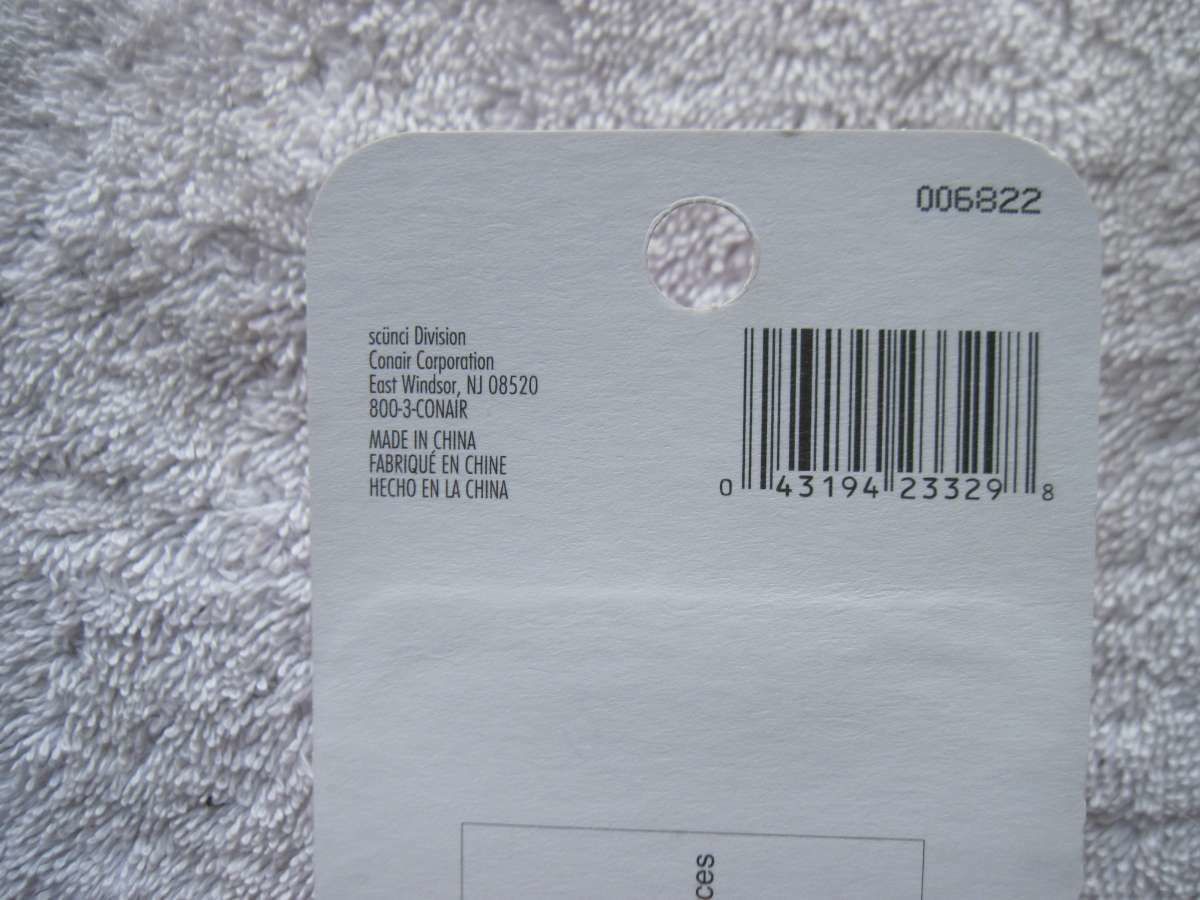 006822
scünci Division
Conair Corporation
East Windsor, NJ 08520
800-3-CONAIR
MADE IN CHINA
FABRIQUÉ EN CHINE
HECHO EN LA CHINA
0 43194 23329 8
ces